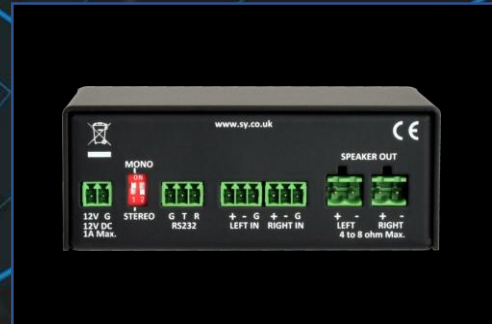 www.sy.co.uk
CE
MONO
ON
1 2
STEREO
12V G
12V DC
1A Max.
G T R
RS232
+ - G
LEFT IN
+ - G
RIGHT IN
SPEAKER OUT
+ -
LEFT
+ -
RIGHT
4 to 8 ohm Max.